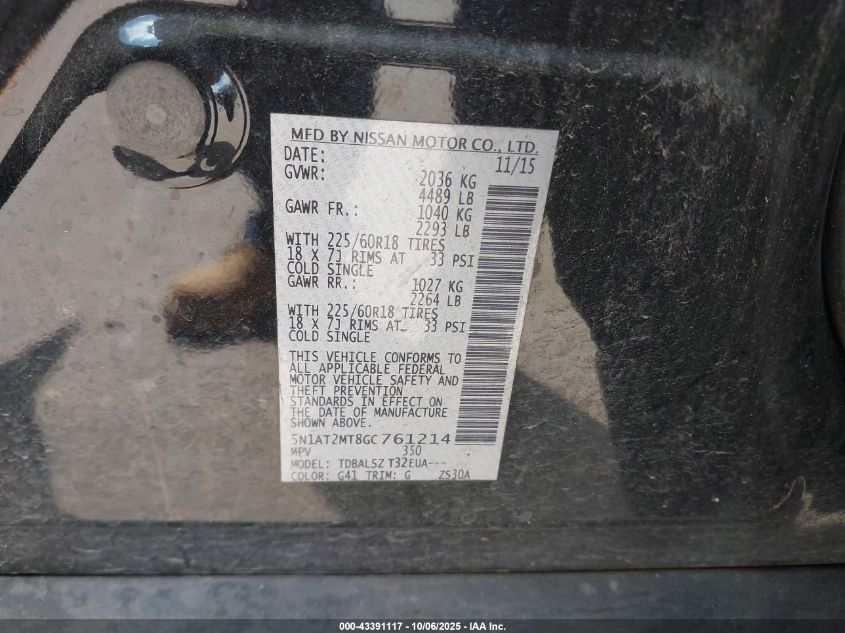 MFD BY NISSAN MOTOR CO., LTD.
DATE: 11/15
GVWR: 2036 KG
4489 LB
GAWR FR.: 1040 KG
2293 LB
WITH 225/60R18 TIRES
18 X 7J RIMS AT 33 PSI
COLD SINGLE
GAWR RR.: 1027 KG
2264 LB
WITH 225/60R18 TIRES
18 X 7J RIMS AT 33 PSI
COLD SINGLE
THIS VEHICLE CONFORMS TO
ALL APPLICABLE FEDERAL
MOTOR VEHICLE SAFETY AND
THEFT PREVENTION
STANDARDS IN EFFECT ON
THE DATE OF MANUFACTURE
SHOWN ABOVE.
5N1AT2MT8GC761214
MPV 350
MODEL: TDBALSZ T32EUA---
COLOR: G41 TRIM: G ZS30A
000-43391117 - 10/06/2025 - IAA Inc.